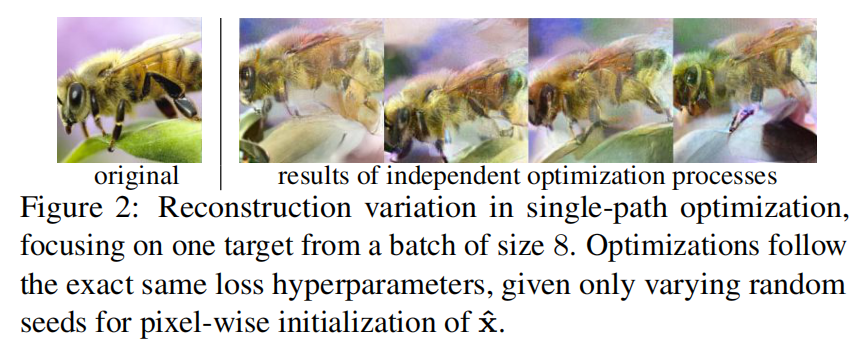 original
results of independent optimization processes
Figure 2: Reconstruction variation in single-path optimization,
focusing on one target from a batch of size 8. Optimizations follow
the exact same loss hyperparameters, given only varying random
seeds for pixel-wise initialization of x̂.